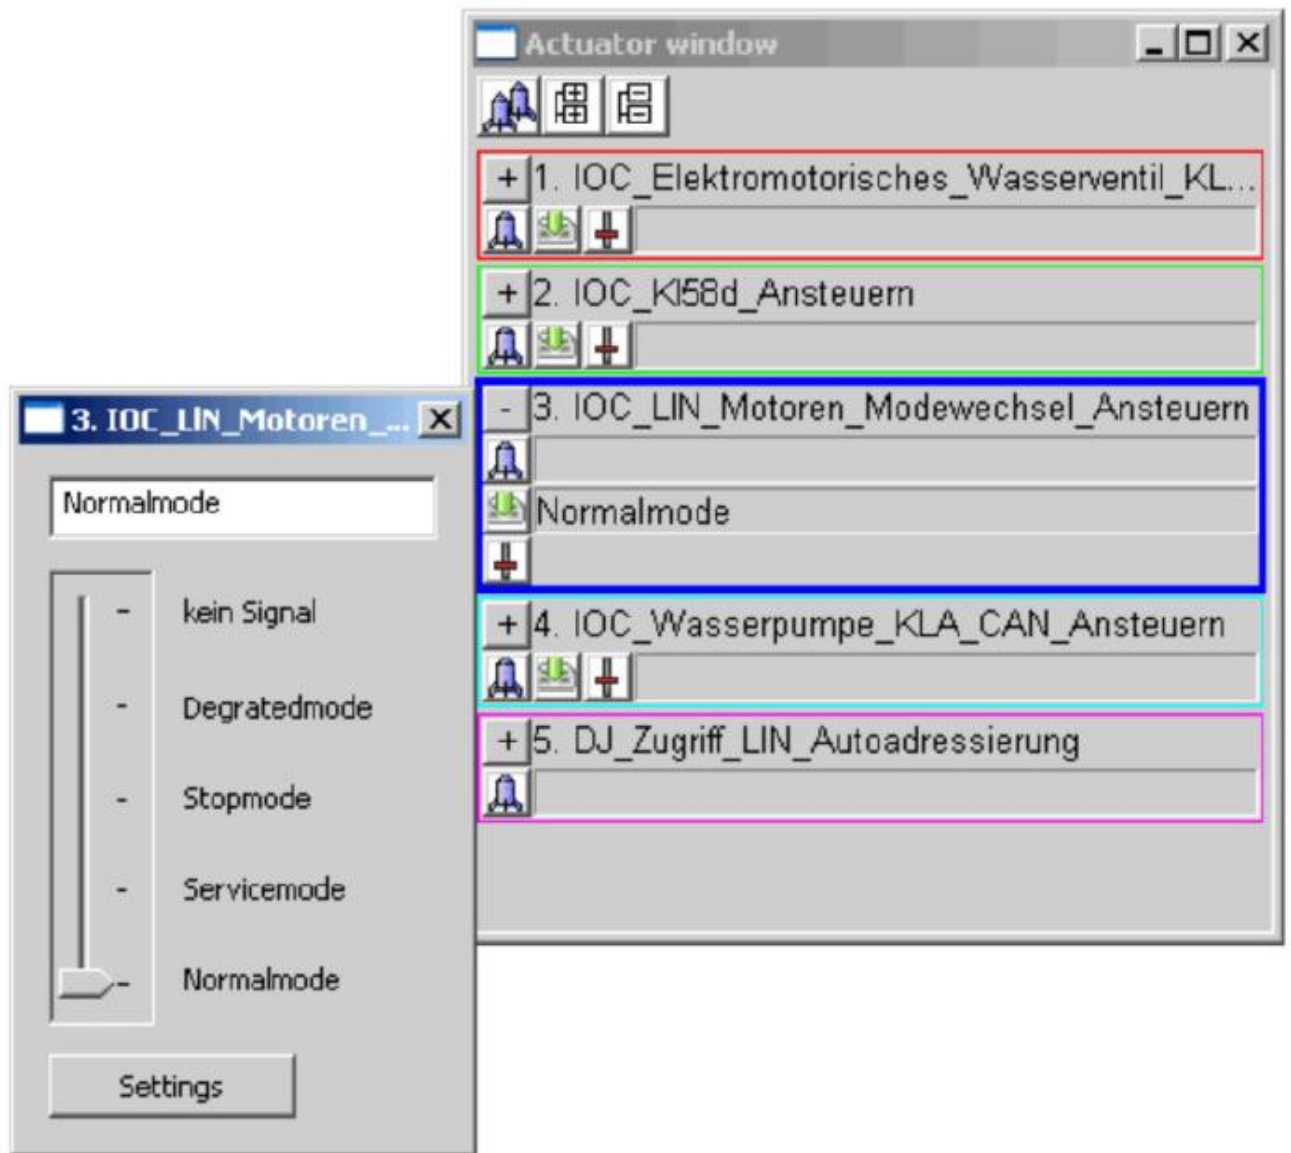 Actuator window
+ 1. IOC_Elektromotorisches_Wasserventil_KL...
+ 2. IOC_Kl58d_Ansteuern
- 3. IOC_LIN_Motoren_Modewechsel_Ansteuern
Normalmode
+ 4. IOC_Wasserpumpe_KLA_CAN_Ansteuern
+ 5. DJ_Zugriff_LIN_Autoadressierung
3. IOC_LIN_Motoren_...
Normalmode
- kein Signal
- Degratedmode
- Stopmode
- Servicemode
- Normalmode
Settings